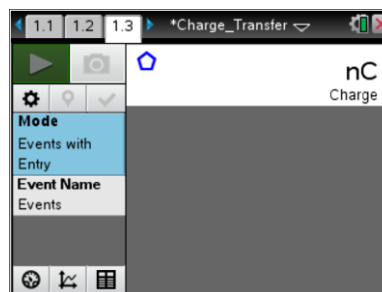 1.1 1.2 1.3 *Charge_Transfer
nC
Charge
Mode
Events with
Entry
Event Name
Events